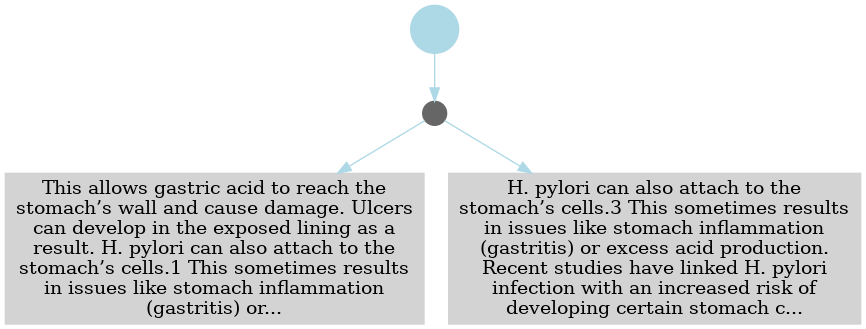 This allows gastric acid to reach the
stomach’s wall and cause damage. Ulcers
can develop in the exposed lining as a
result. H. pylori can also attach to the
stomach’s cells.1 This sometimes results
in issues like stomach inflammation
(gastritis) or...
H. pylori can also attach to the
stomach’s cells.3 This sometimes results
in issues like stomach inflammation
(gastritis) or excess acid production.
Recent studies have linked H. pylori
infection with an increased risk of
developing certain stomach c...